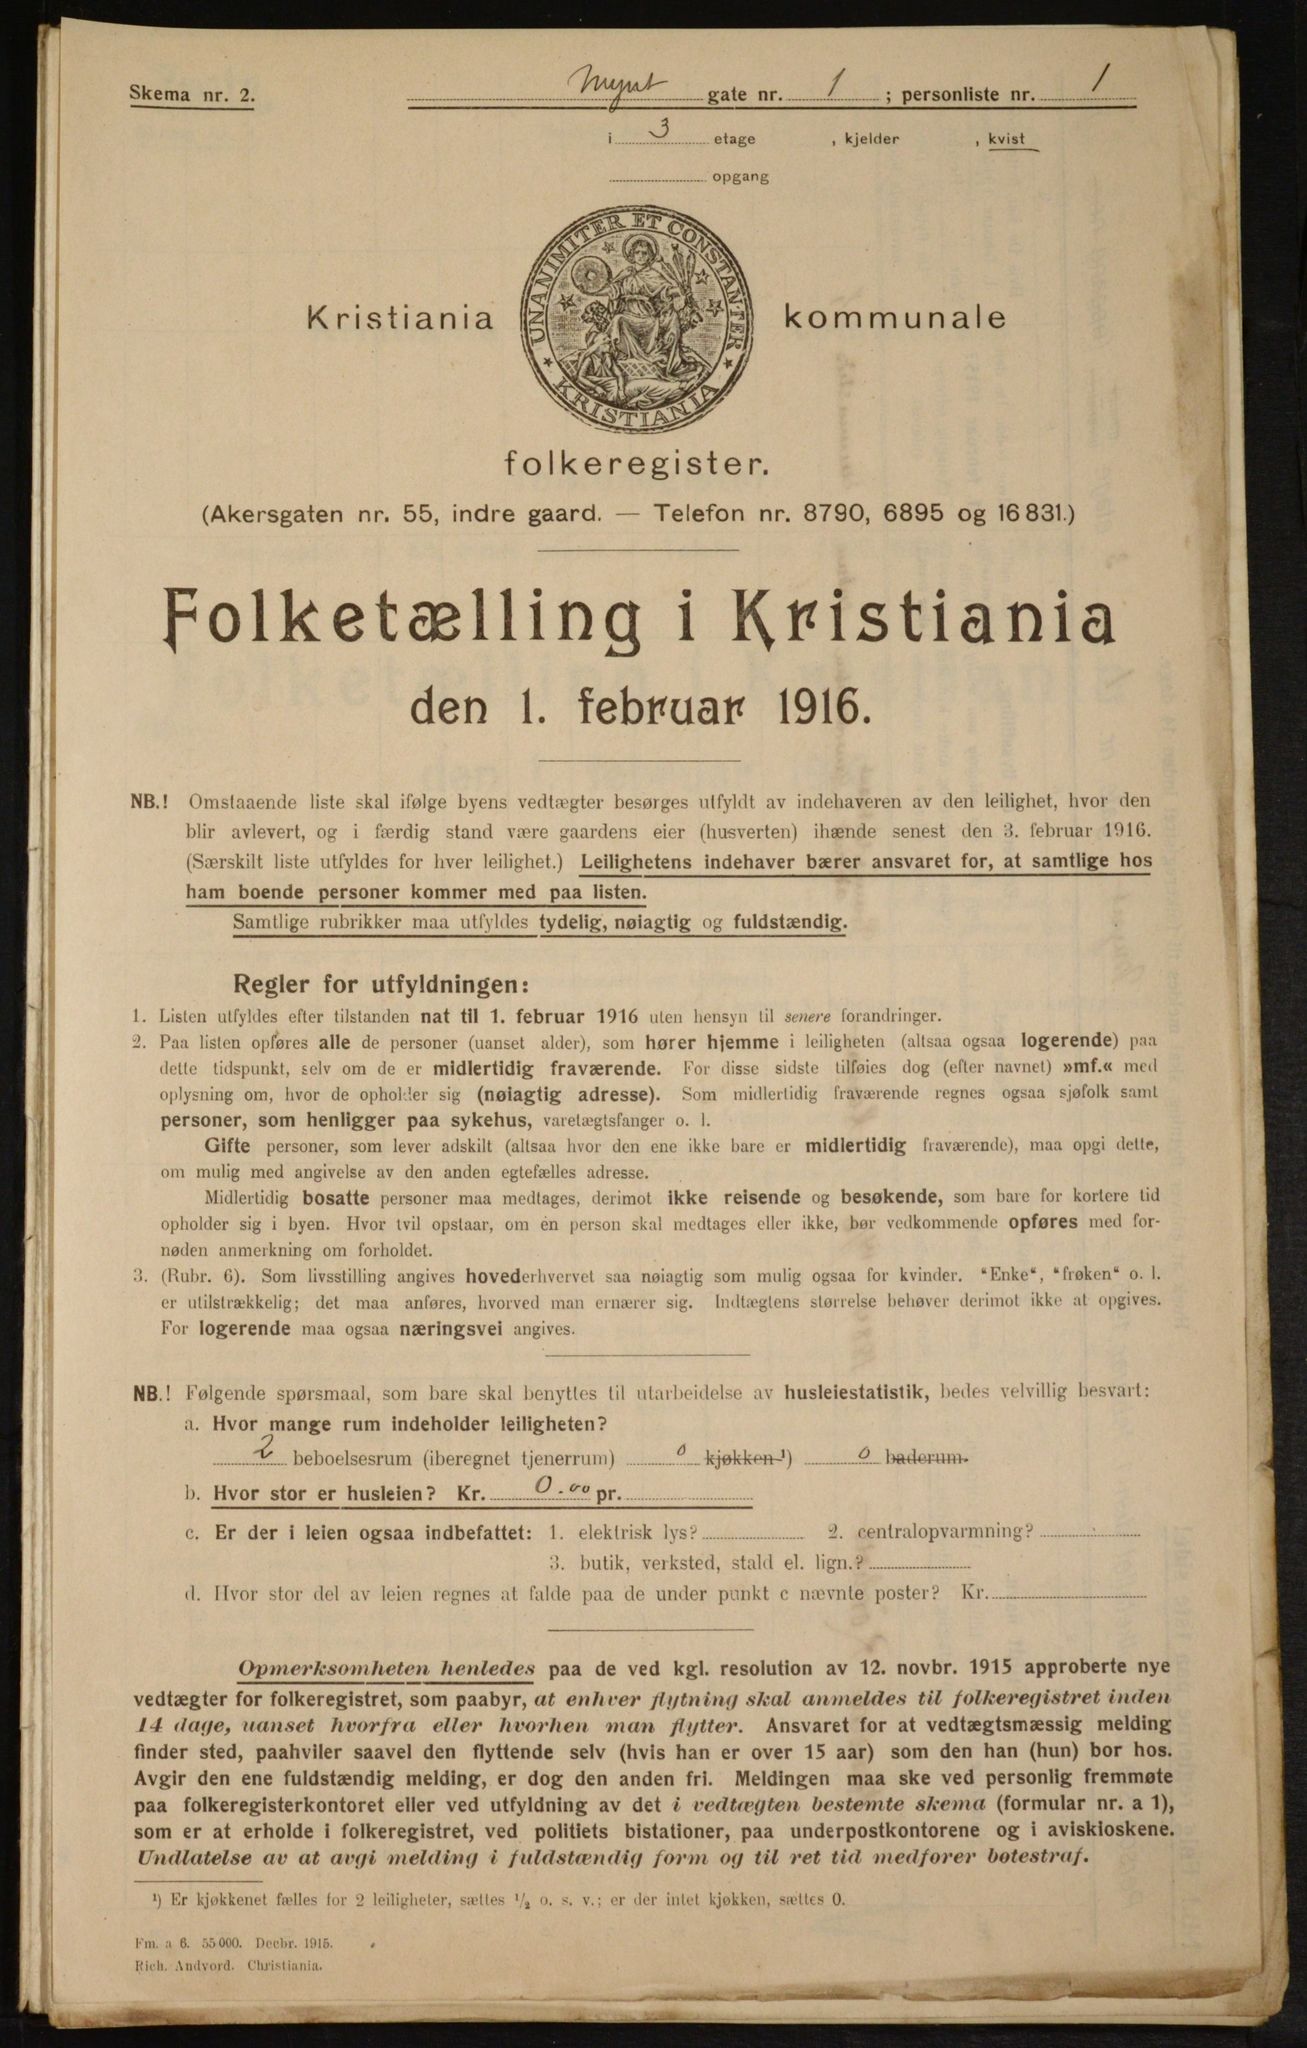 Skema nr. 2.
Mynt gate nr. 1 ; personliste nr. 1
i 3 etage , kjelder , kvist
opgang
UNANIMITER ET CONSTANTER
KRISTIANIA
Kristiania kommunale
folkeregister.
(Akersgaten nr. 55, indre gaard. — Telefon nr. 8790, 6895 og 16 831.)
Folketælling i Kristiania
den 1. februar 1916.
NB.! Omstaaende liste skal ifølge byens vedtægter besørges utfyldt av indehaveren av den leilighet, hvor den
blir avlevert, og i færdig stand være gaardens eier (husverten) ihænde senest den 3. februar 1916.
(Særskilt liste utfyldes for hver leilighet.) Leilighetens indehaver bærer ansvaret for, at samtlige hos
ham boende personer kommer med paa listen.
Samtlige rubrikker maa utfyldes tydelig, nøiagtig og fuldstændig.
Regler for utfyldningen:
1. Listen utfyldes efter tilstanden nat til 1. februar 1916 uten hensyn til senere forandringer.
2. Paa listen opføres alle de personer (uanset alder), som hører hjemme i leiligheten (altsaa ogsaa logerende) paa
dette tidspunkt, selv om de er midlertidig fraværende. For disse sidste tilføies dog (efter navnet) »mf.« med
oplysning om, hvor de opholder sig (nøiagtig adresse). Som midlertidig fraværende regnes ogsaa sjøfolk samt
personer, som henligger paa sykehus, varetægtsfanger o. l.
Gifte personer, som lever adskilt (altsaa hvor den ene ikke bare er midlertidig fraværende), maa opgi dette,
om mulig med angivelse av den anden egtefælles adresse.
Midlertidig bosatte personer maa medtages, derimot ikke reisende og besøkende, som bare for kortere tid
opholder sig i byen. Hvor tvil opstaar, om én person skal medtages eller ikke, bør vedkommende opføres med for-
nøden anmerkning om forholdet.
3. (Rubr. 6). Som livsstilling angives hovederhvervet saa nøiagtig som mulig ogsaa for kvinder. "Enke", "frøken" o. l.
er utilstrækkelig; det maa anføres, hvorved man ernærer sig. Indtægtens størrelse behøver derimot ikke at opgives.
For logerende maa ogsaa næringsvei angives.
NB.! Følgende spørsmaal, som bare skal benyttes til utarbeidelse av husleiestatistik, bedes velvillig besvart:
a. Hvor mange rum indeholder leiligheten?
2 beboelsesrum (iberegnet tjenerrum) 0 kjøkken ¹) 0 baderum.
b. Hvor stor er husleien? Kr. 0.00 pr.
c. Er der i leien ogsaa indbefattet: 1. elektrisk lys? 2. centralopvarmning?
3. butik, verksted, stald el. lign.?
d. Hvor stor del av leien regnes at falde paa de under punkt c nævnte poster? Kr.
Opmerksomheten henledes paa de ved kgl. resolution av 12. novbr. 1915 approberte nye
vedtægter for folkeregistret, som paabyr, at enhver flytning skal anmeldes til folkeregistret inden
14 dage, uanset hvorfra eller hvorhen man flytter. Ansvaret for at vedtægtsmæssig melding
finder sted, paahviler saavel den flyttende selv (hvis han er over 15 aar) som den han (hun) bor hos.
Avgir den ene fuldstændig melding, er dog den anden fri. Meldingen maa ske ved personlig fremmøte
paa folkeregisterkontoret eller ved utfyldning av det i vedtægten bestemte skema (formular nr. a 1),
som er at erholde i folkeregistret, ved politiets bistationer, paa underpostkontorene og i aviskioskene.
Undlatelse av at avgi melding i fuldstændig form og til ret tid medfører bøtestraf.
¹) Er kjøkkenet fælles for 2 leiligheter, sættes ½ o. s. v.; er der intet kjøkken, sættes 0.
Fm. a 6. 55000. Decbr. 1915.
Rich. Andvord. Christiania.